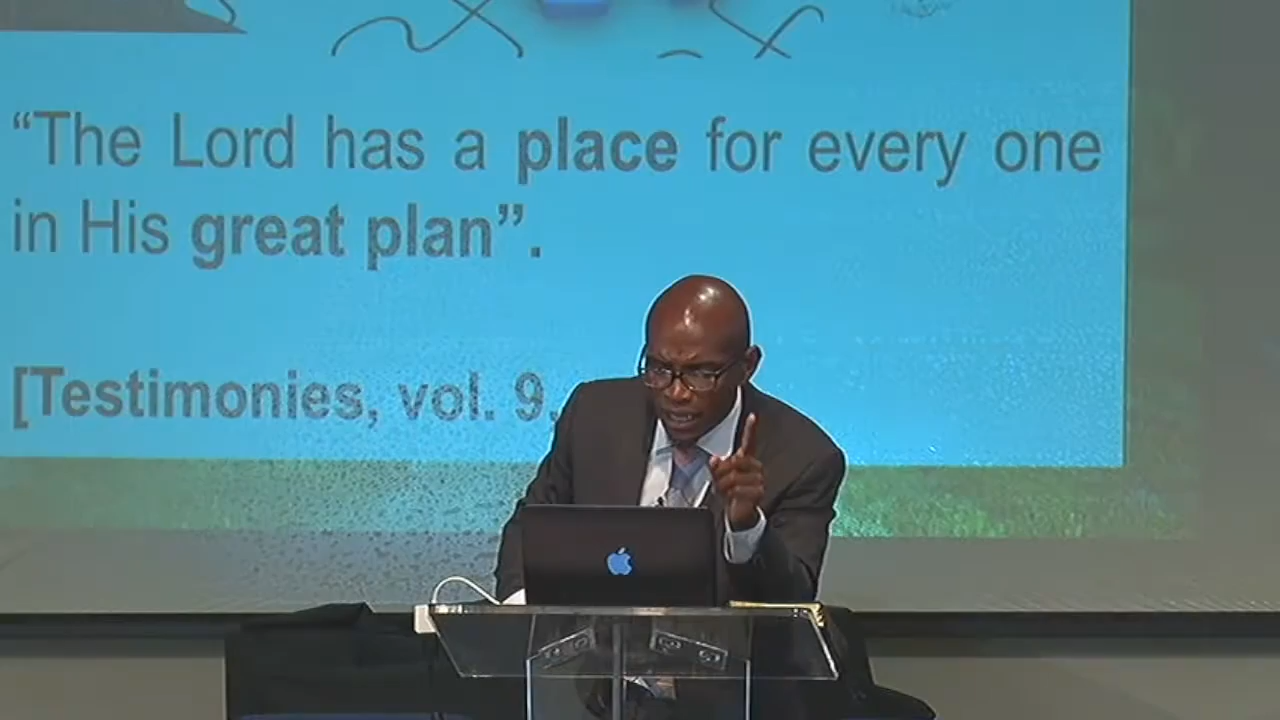 “The Lord has a place for every one
in His great plan”.
[Testimonies, vol. 9.